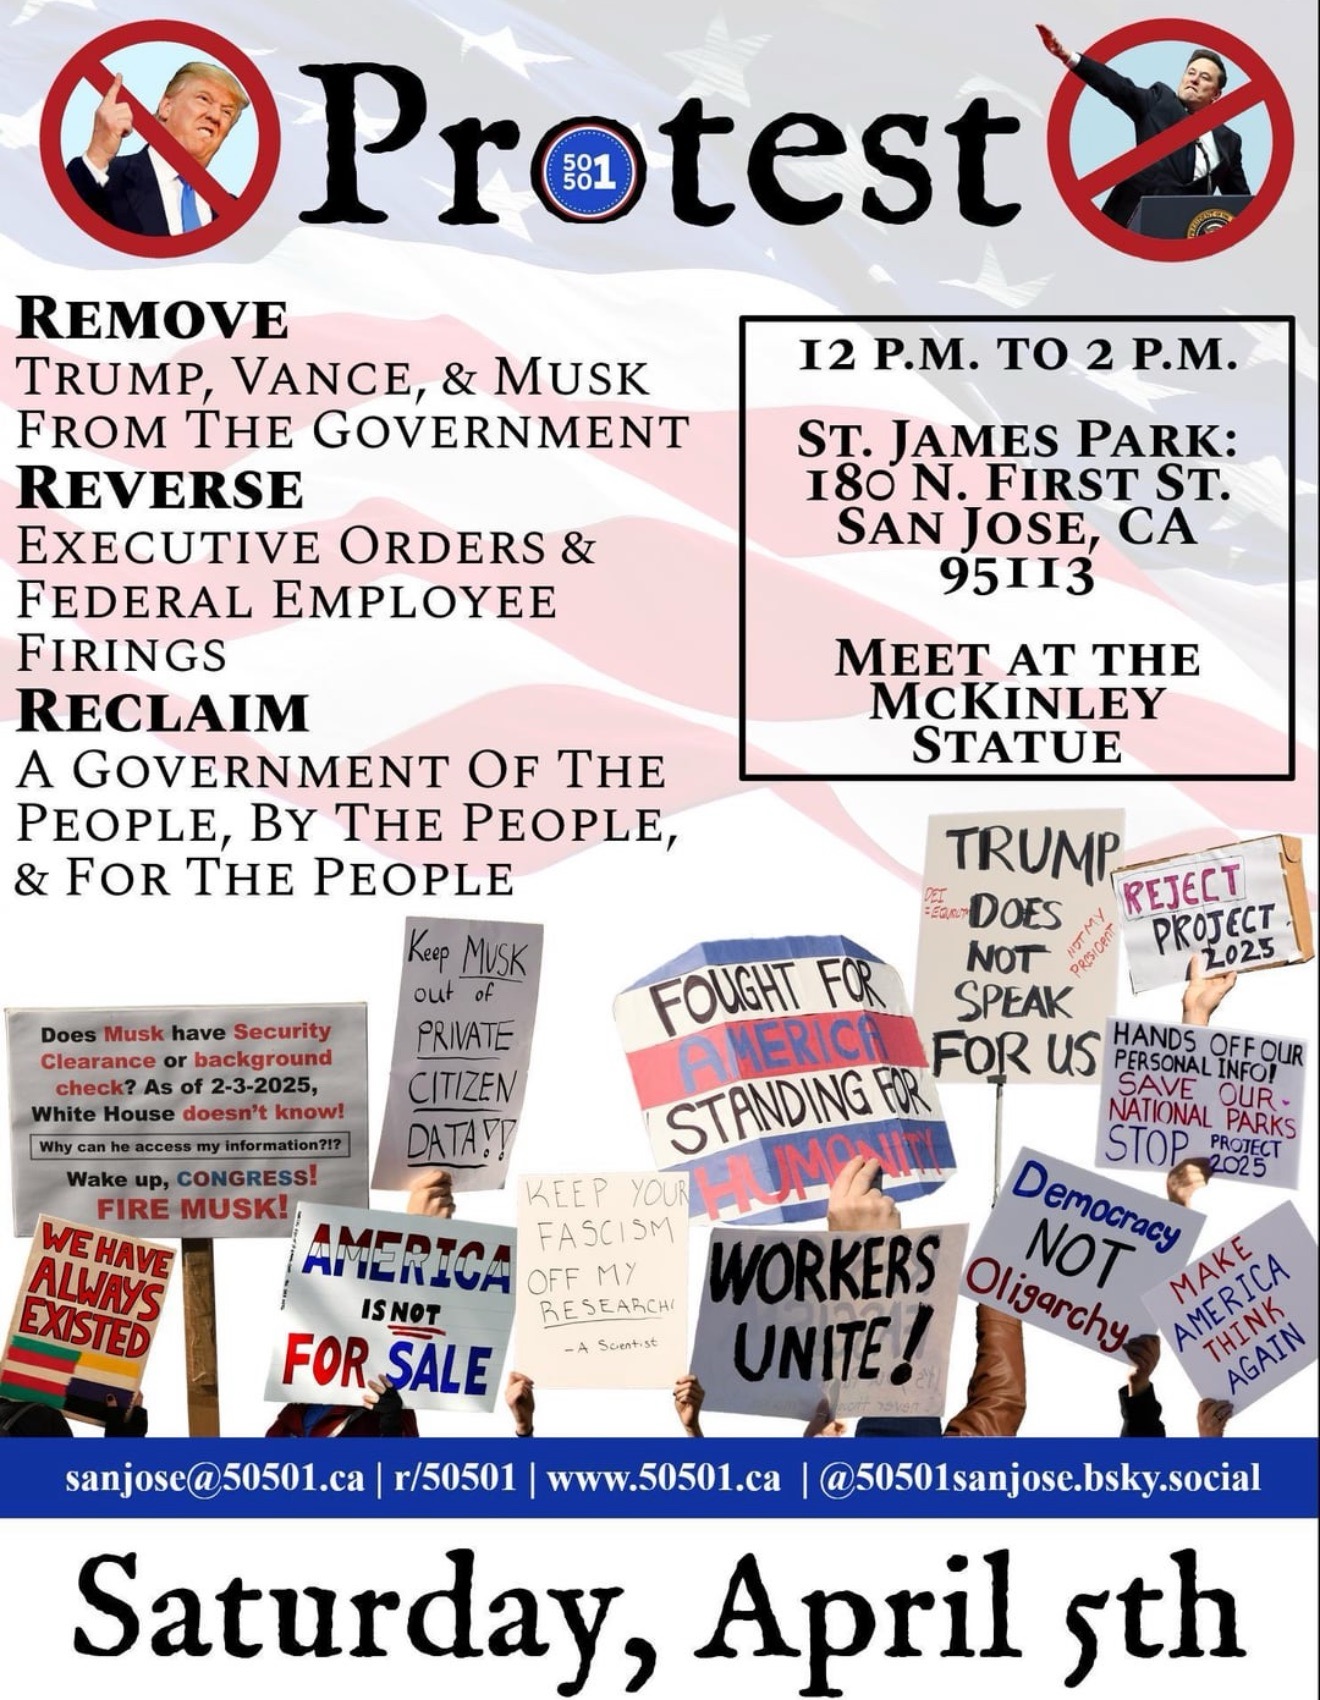 Protest
50
501
REMOVE
TRUMP, VANCE, & MUSK
FROM THE GOVERNMENT
REVERSE
EXECUTIVE ORDERS &
FEDERAL EMPLOYEE
FIRINGS
RECLAIM
A GOVERNMENT OF THE
PEOPLE, BY THE PEOPLE,
& FOR THE PEOPLE
12 P.M. TO 2 P.M.
ST. JAMES PARK:
180 N. FIRST ST.
SAN JOSE, CA
95113
MEET AT THE
MCKINLEY
STATUE
TRUMP
DOES
NOT
SPEAK
FOR US
DEI
NOT MY
PRESIDENT
REJECT
PROJECT
2025
Keep MUSK
out of
PRIVATE
CITIZEN
DATA!!
FOUGHT FOR
AMERICA
STANDING FOR
HUMANITY
Does Musk have Security
Clearance or background
check? As of 2-3-2025,
White House doesn't know!
Why can he access my information?!?
Wake up, CONGRESS!
FIRE MUSK!
HANDS OFF OUR
PERSONAL INFO!
SAVE OUR
NATIONAL PARKS
STOP PROJECT
2025
WE HAVE
ALWAYS
EXISTED
AMERICA
IS NOT
FOR SALE
KEEP YOUR
FASCISM
OFF MY
RESEARCH!
-A Scientist
WORKERS
UNITE!
Democracy
NOT
Oligarchy
MAKE
AMERICA
THINK
AGAIN
sanjose@50501.ca | r/50501 | www.50501.ca | @50501sanjose.bsky.social
Saturday, April 5th